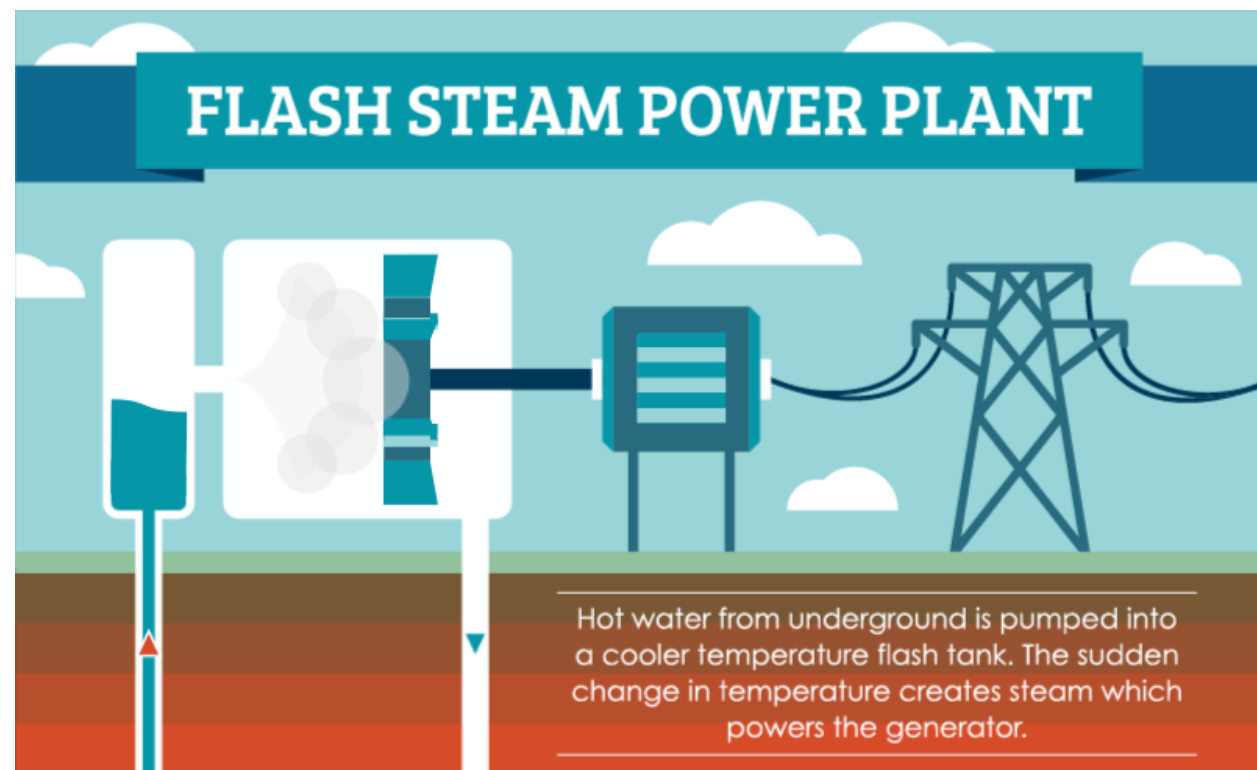 FLASH STEAM POWER PLANT
Hot water from underground is pumped into
a cooler temperature flash tank. The sudden
change in temperature creates steam which
powers the generator.